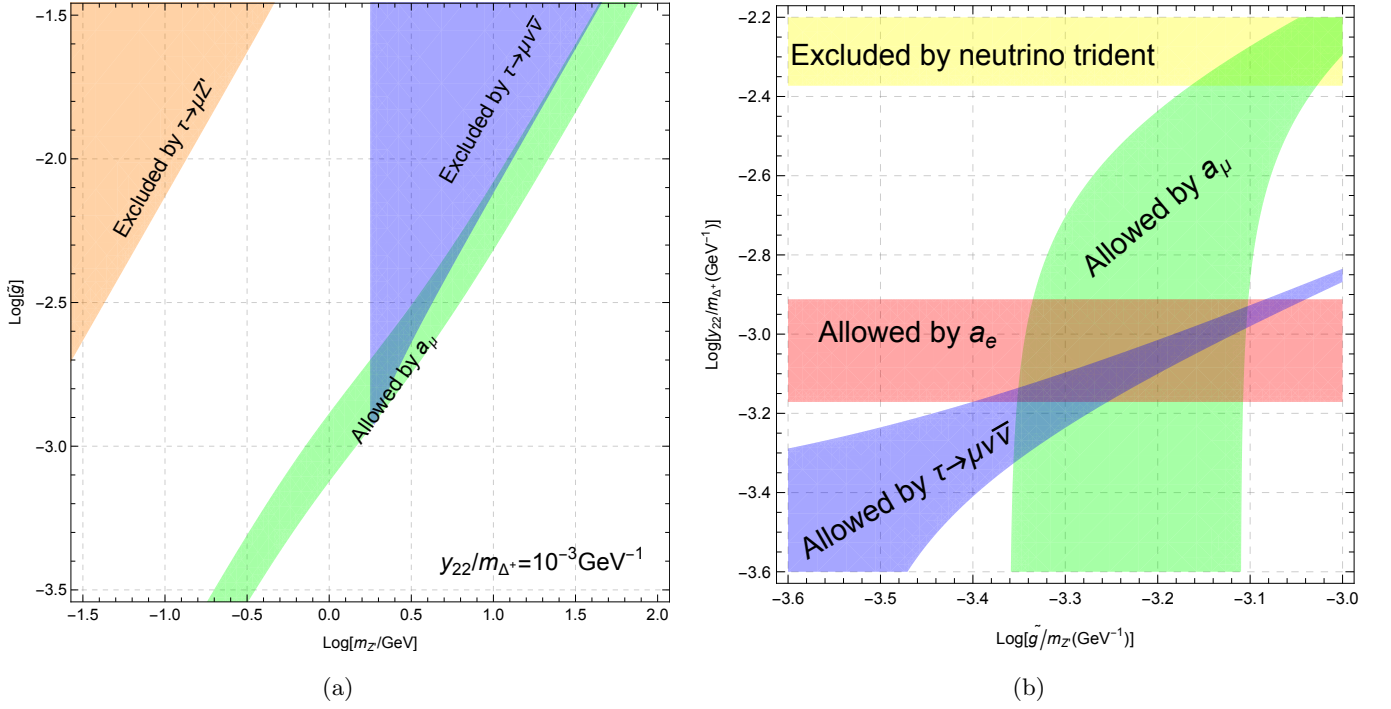 Excluded by τ→μZ'
Excluded by τ→μνν̅
Allowed by aμ
y22/mΔ+=10−3GeV−1
Log[g̃]
−1.5
−2.0
−2.5
−3.0
−3.5
−1.5 −1.0 −0.5 0.0 0.5 1.0 1.5 2.0
Log[mZ'/GeV]
(a)
Excluded by neutrino trident
Allowed by aμ
Allowed by ae
Allowed by τ→μνν̅
Log[y22/mΔ+(GeV−1)]
−2.2
−2.4
−2.6
−2.8
−3.0
−3.2
−3.4
−3.6
−3.6 −3.5 −3.4 −3.3 −3.2 −3.1 −3.0
Log[g̃/mZ'(GeV−1)]
(b)